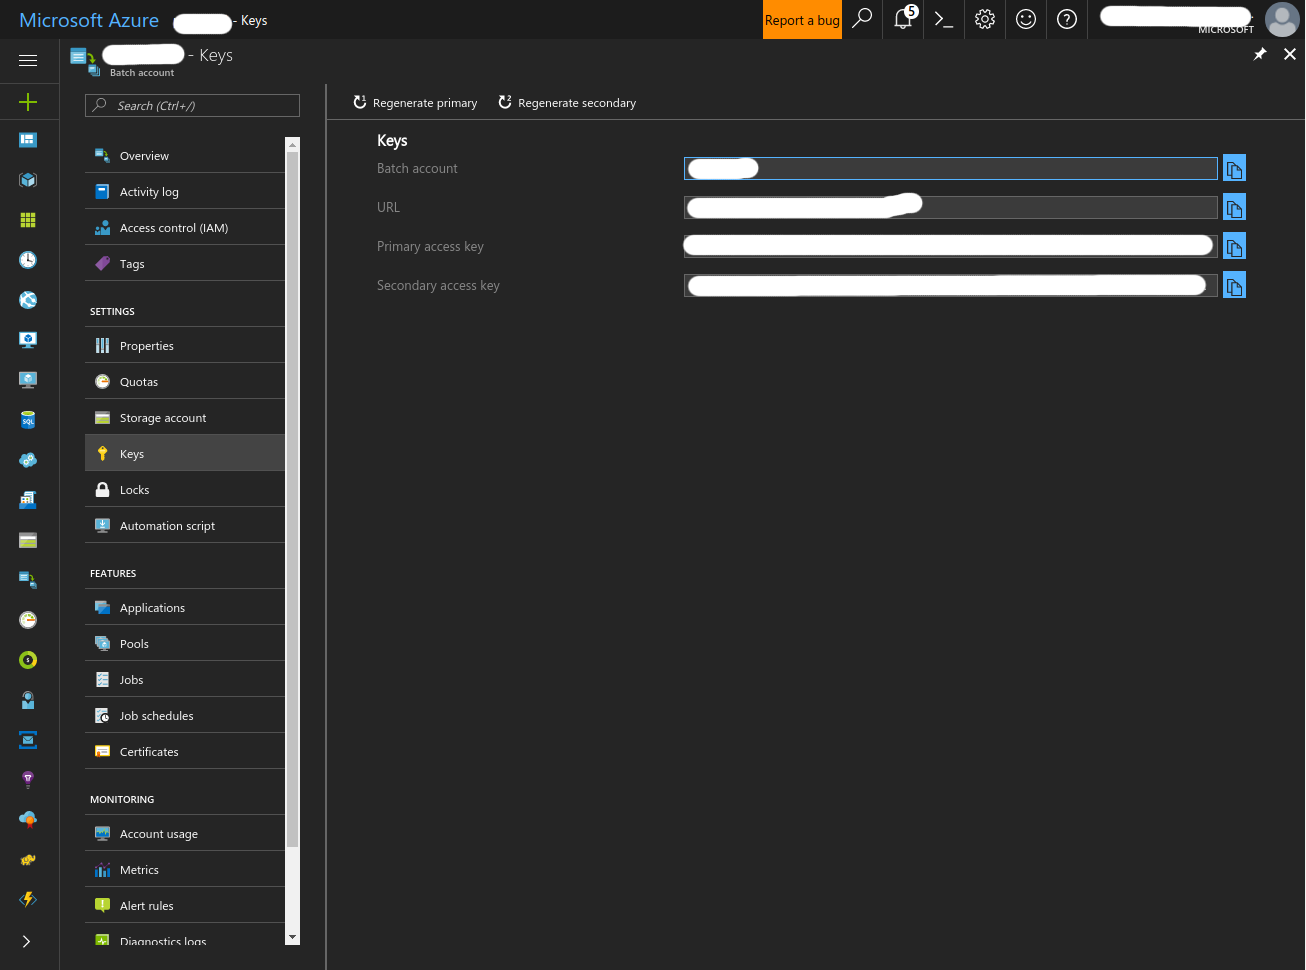 Microsoft Azure - Keys
Report a bug
5
MICROSOFT
- Keys
Batch account
Search (Ctrl+/)
Overview
Activity log
Access control (IAM)
Tags
SETTINGS
Properties
Quotas
Storage account
Keys
Locks
Automation script
FEATURES
Applications
Pools
Jobs
Job schedules
Certificates
MONITORING
Account usage
Metrics
Alert rules
Diagnostics logs
Regenerate primary Regenerate secondary
Keys
Batch account
URL
Primary access key
Secondary access key